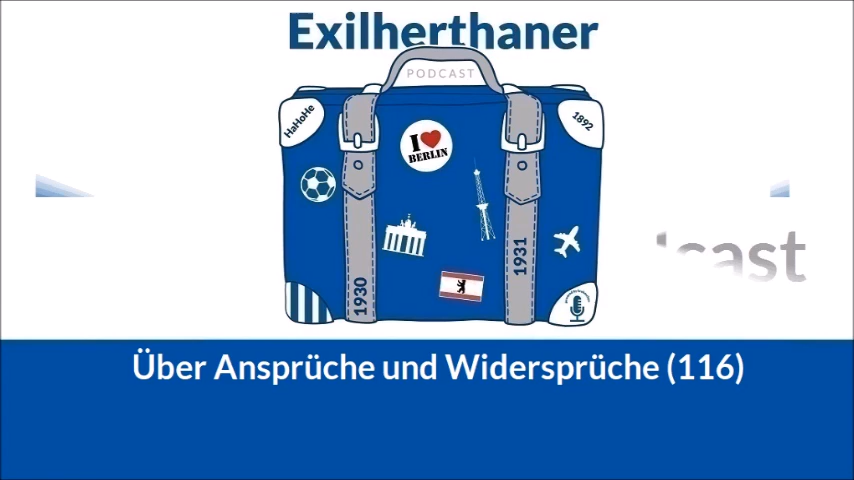 Exilherthaner
PODCAST
HaHoHe
1892
I
BERLIN
1931
1930
Über Ansprüche und Widersprüche (116)